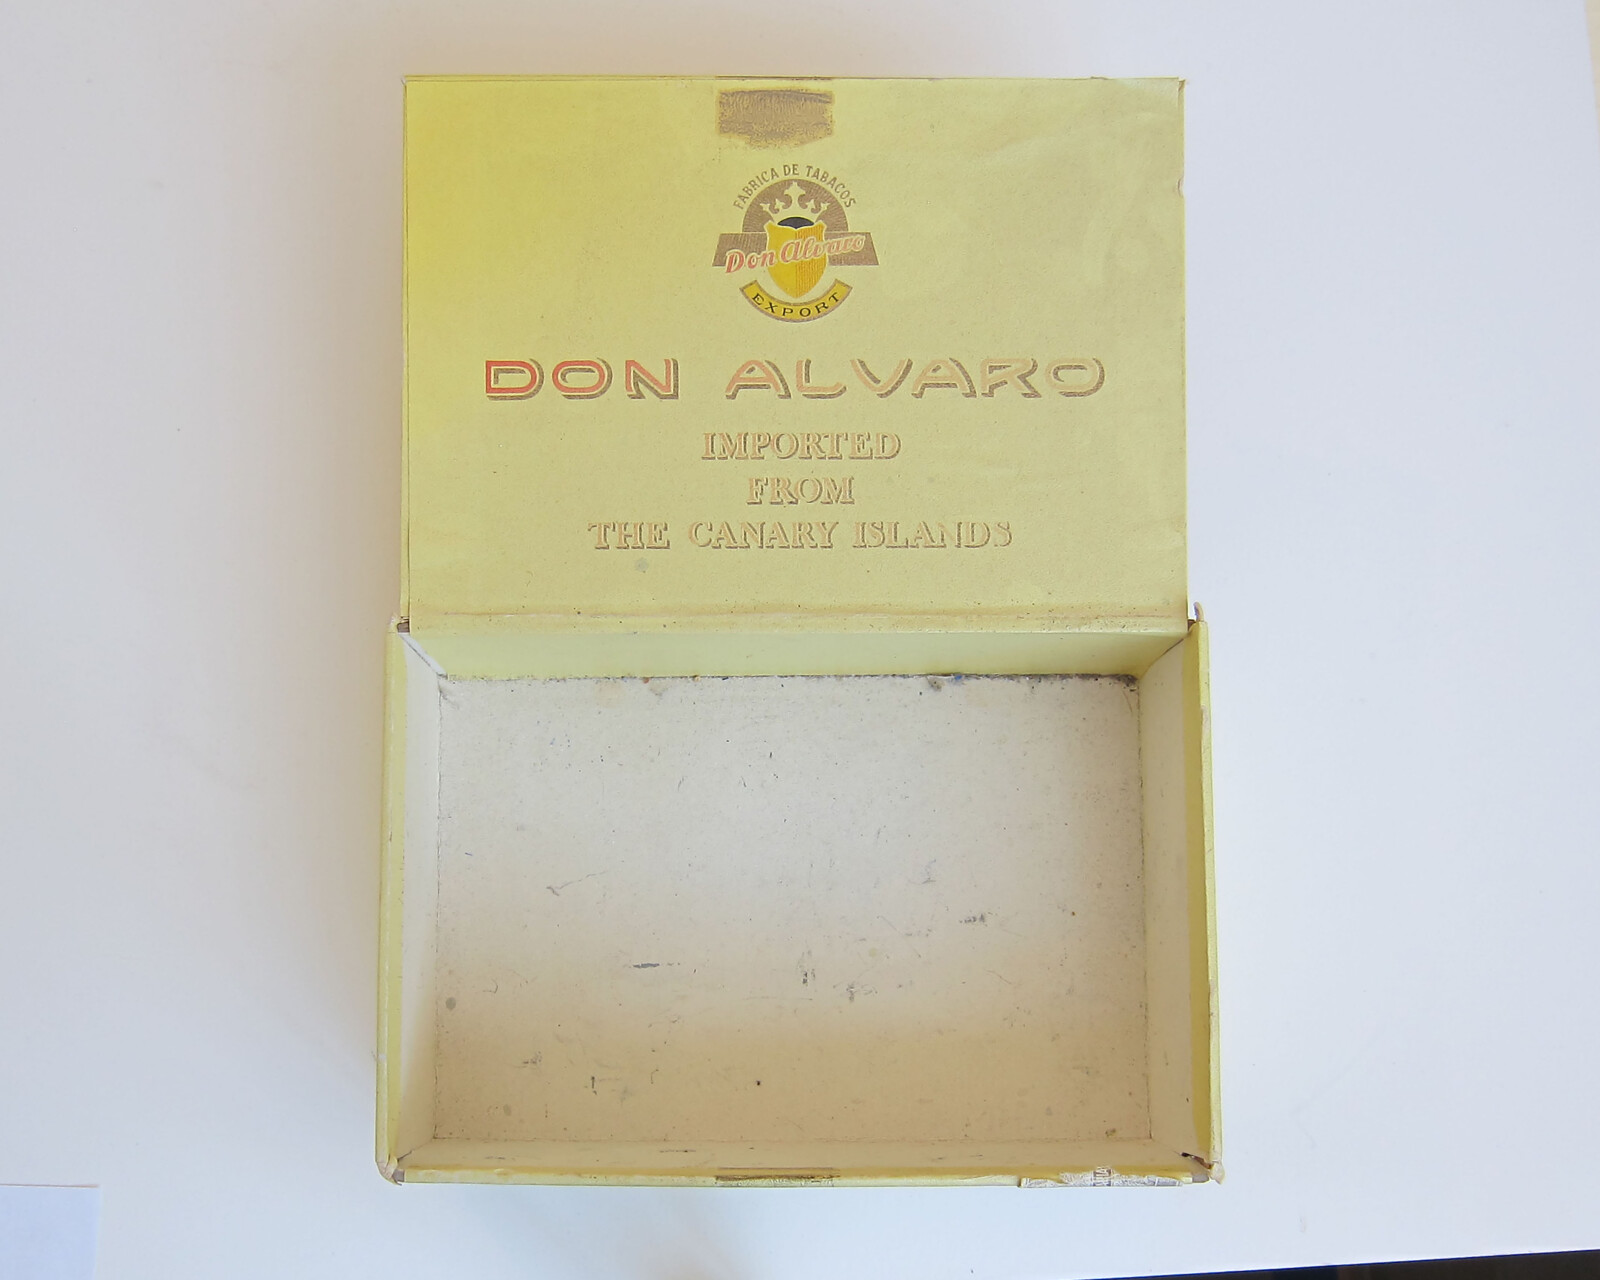 FABRICA DE TABACOS
Don Alvaro
EXPORT
DON ALVARO
IMPORTED
FROM
THE CANARY ISLANDS